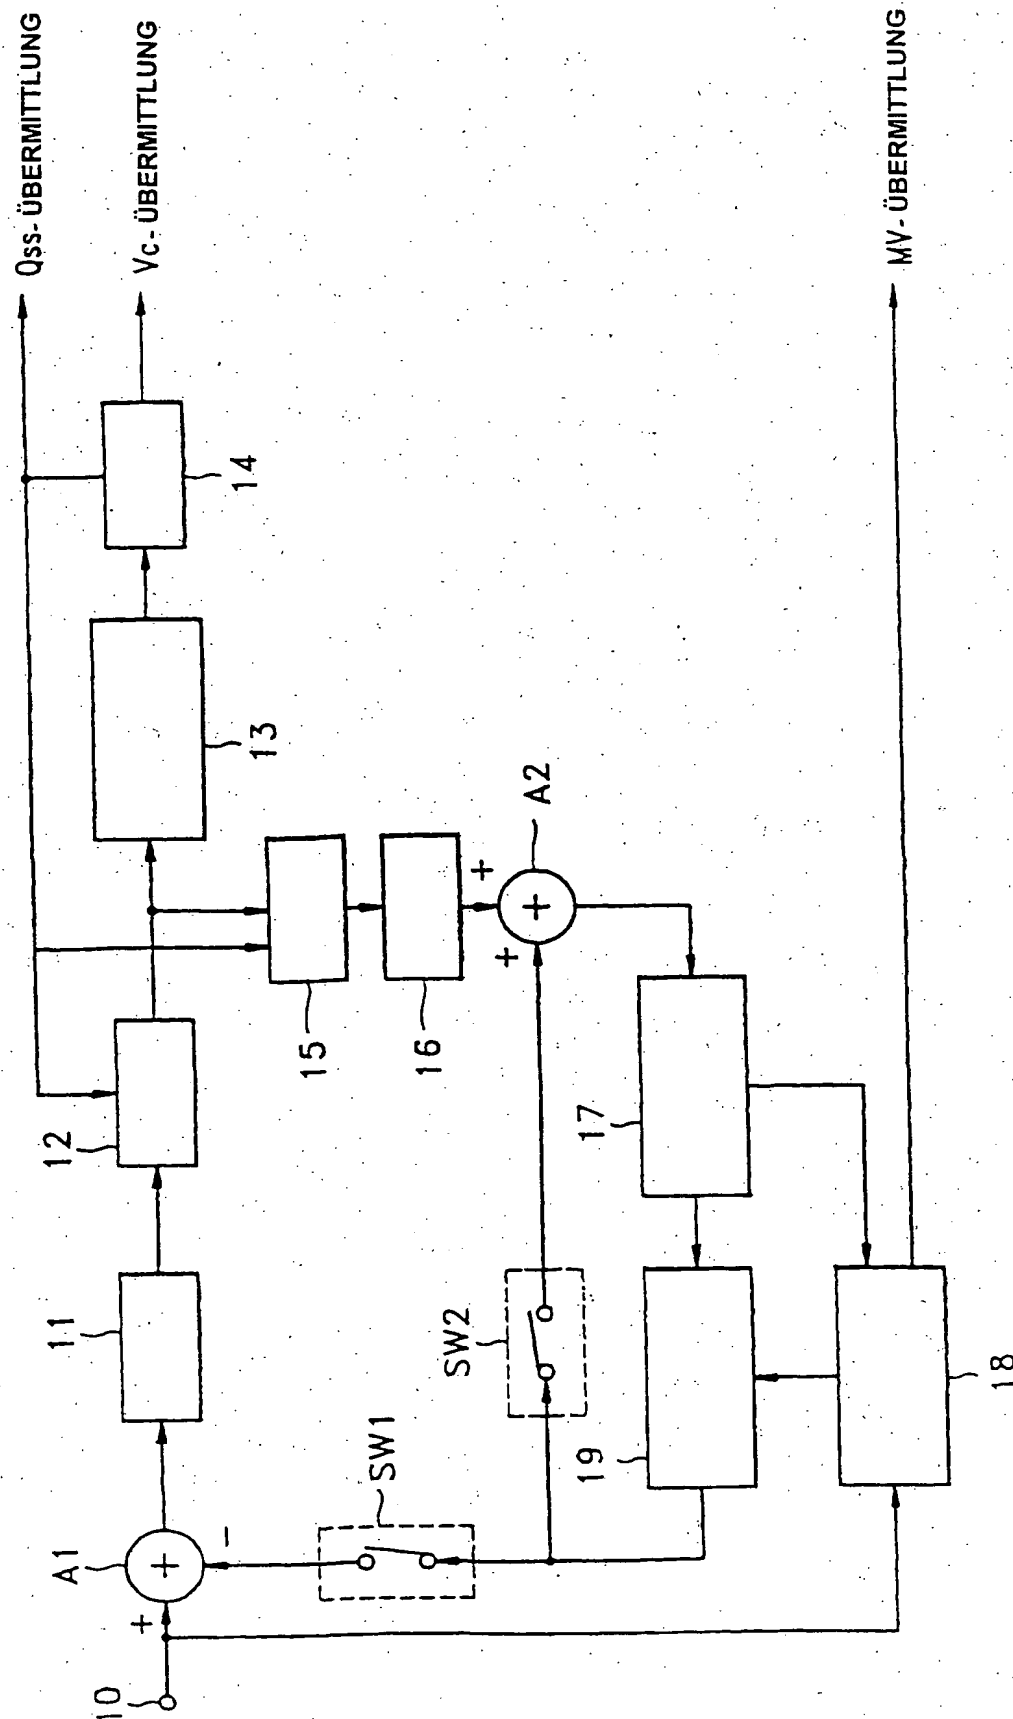 Qss-ÜBERMITTLUNG
Vc-ÜBERMITTLUNG
MV-ÜBERMITTLUNG
14
13
A2
+
+
+
15
16
12
17
11
SW2
18
19
SW1
A1
+
-
+
10